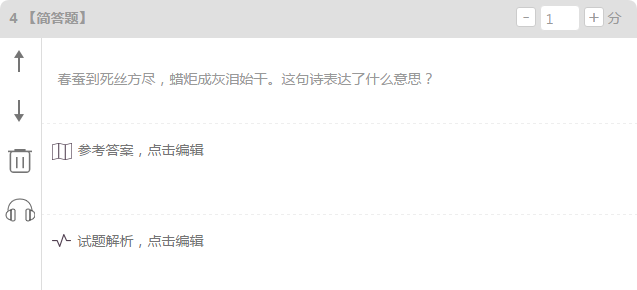 4 【简答题】 - 1 + 分
春蚕到死丝方尽，蜡炬成灰泪始干。这句诗表达了什么意思？
参考答案，点击编辑
试题解析，点击编辑